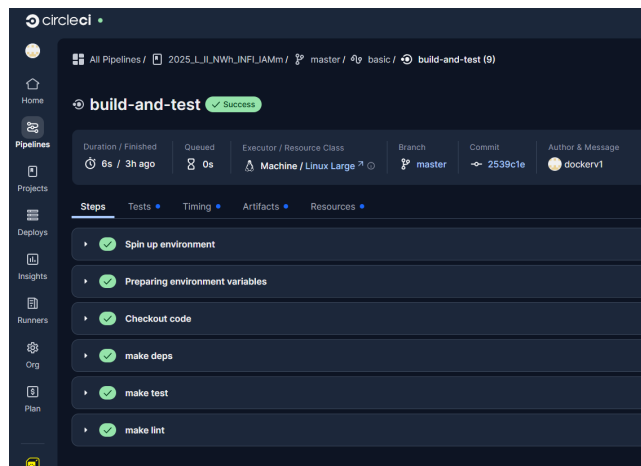 circleci
All Pipelines / 2025_L_II_NWh_INFI_IAMm / master / basic / build-and-test (9)
Home
Pipelines
Projects
Deploys
Insights
Runners
Org
Plan
build-and-test Success
Duration / Finished Queued Executor / Resource Class Branch Commit Author & Message
6s / 3h ago 0s Machine / Linux Large master 2539c1e dockerv1
Steps Tests Timing Artifacts Resources
Spin up environment
Preparing environment variables
Checkout code
make deps
make test
make lint